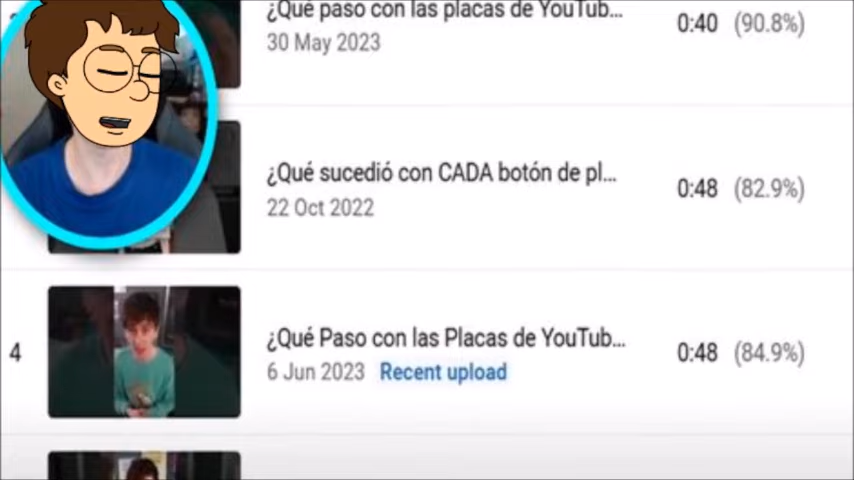 ¿Qué paso con las placas de YouTub...
0:40 (90.8%)
30 May 2023
¿Qué sucedió con CADA botón de pl...
0:48 (82.9%)
22 Oct 2022
4
¿Qué Paso con las Placas de YouTub...
0:48 (84.9%)
6 Jun 2023 Recent upload